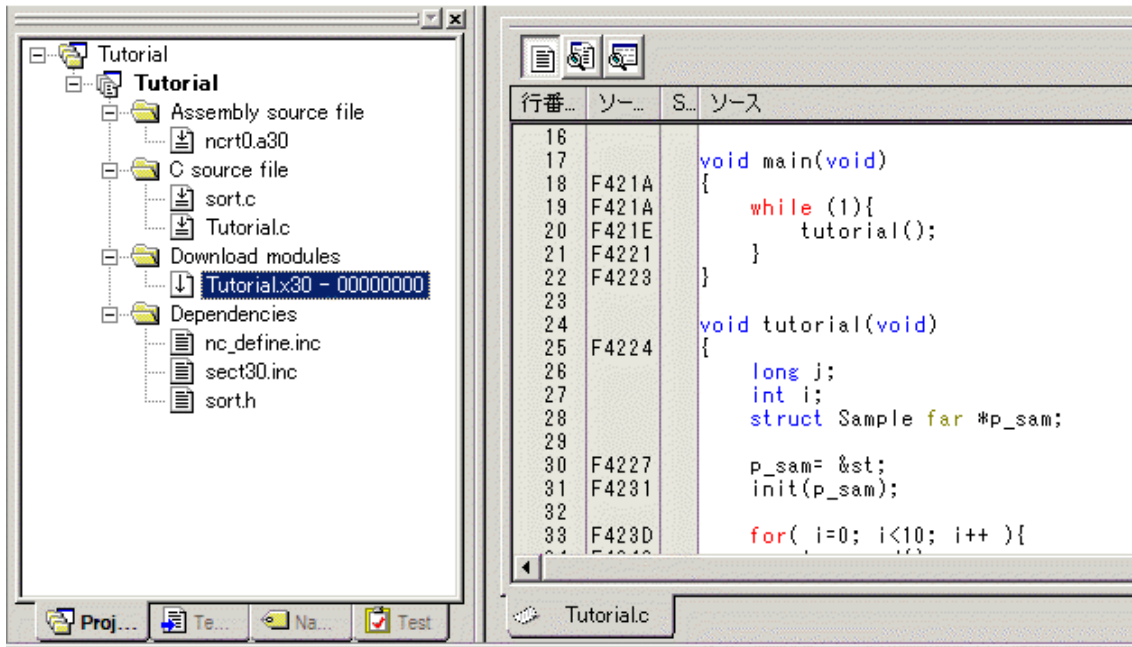 Tutorial
Tutorial
Assembly source file
ncrt0.a30
C source file
sort.c
Tutorial.c
Download modules
Tutorial.x30 - 00000000
Dependencies
nc_define.inc
sect30.inc
sort.h
Proj... Te... Na... Test
行番... ソー... S... ソース
16
17 void main(void)
18 F421A {
19 F421A while (1){
20 F421E tutorial();
21 F4221 }
22 F4223 }
23
24 void tutorial(void)
25 F4224 {
26 long j;
27 int i;
28 struct Sample far *p_sam;
29
30 F4227 p_sam= &st;
31 F4231 init(p_sam);
32
33 F423D for( i=0; i<10; i++ ){
Tutorial.c